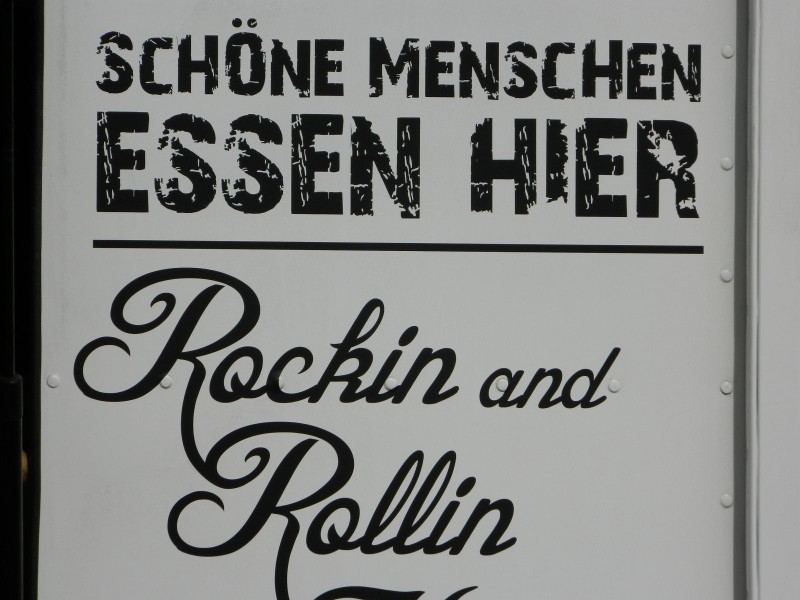 SCHÖNE MENSCHEN
ESSEN HIER
Rockin and
Rollin